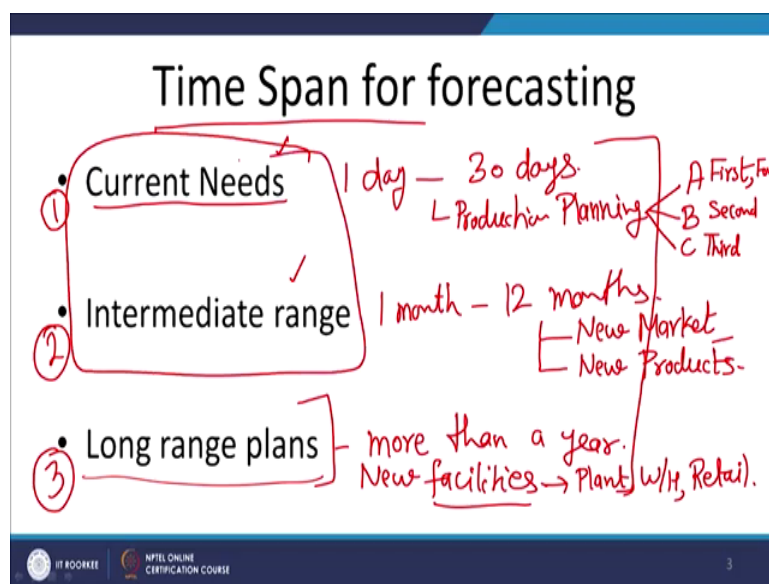 Time Span for forecasting
① • Current Needs 1 day — 30 days.
Production Planning
A First, Fo
B Second
C Third
② • Intermediate range 1 month – 12 months.
New Market
New Products
③ • Long range plans – more than a year.
New facilities → Plant, W/H, Retail.
IIT ROORKEE
NPTEL ONLINE
CERTIFICATION COURSE
3